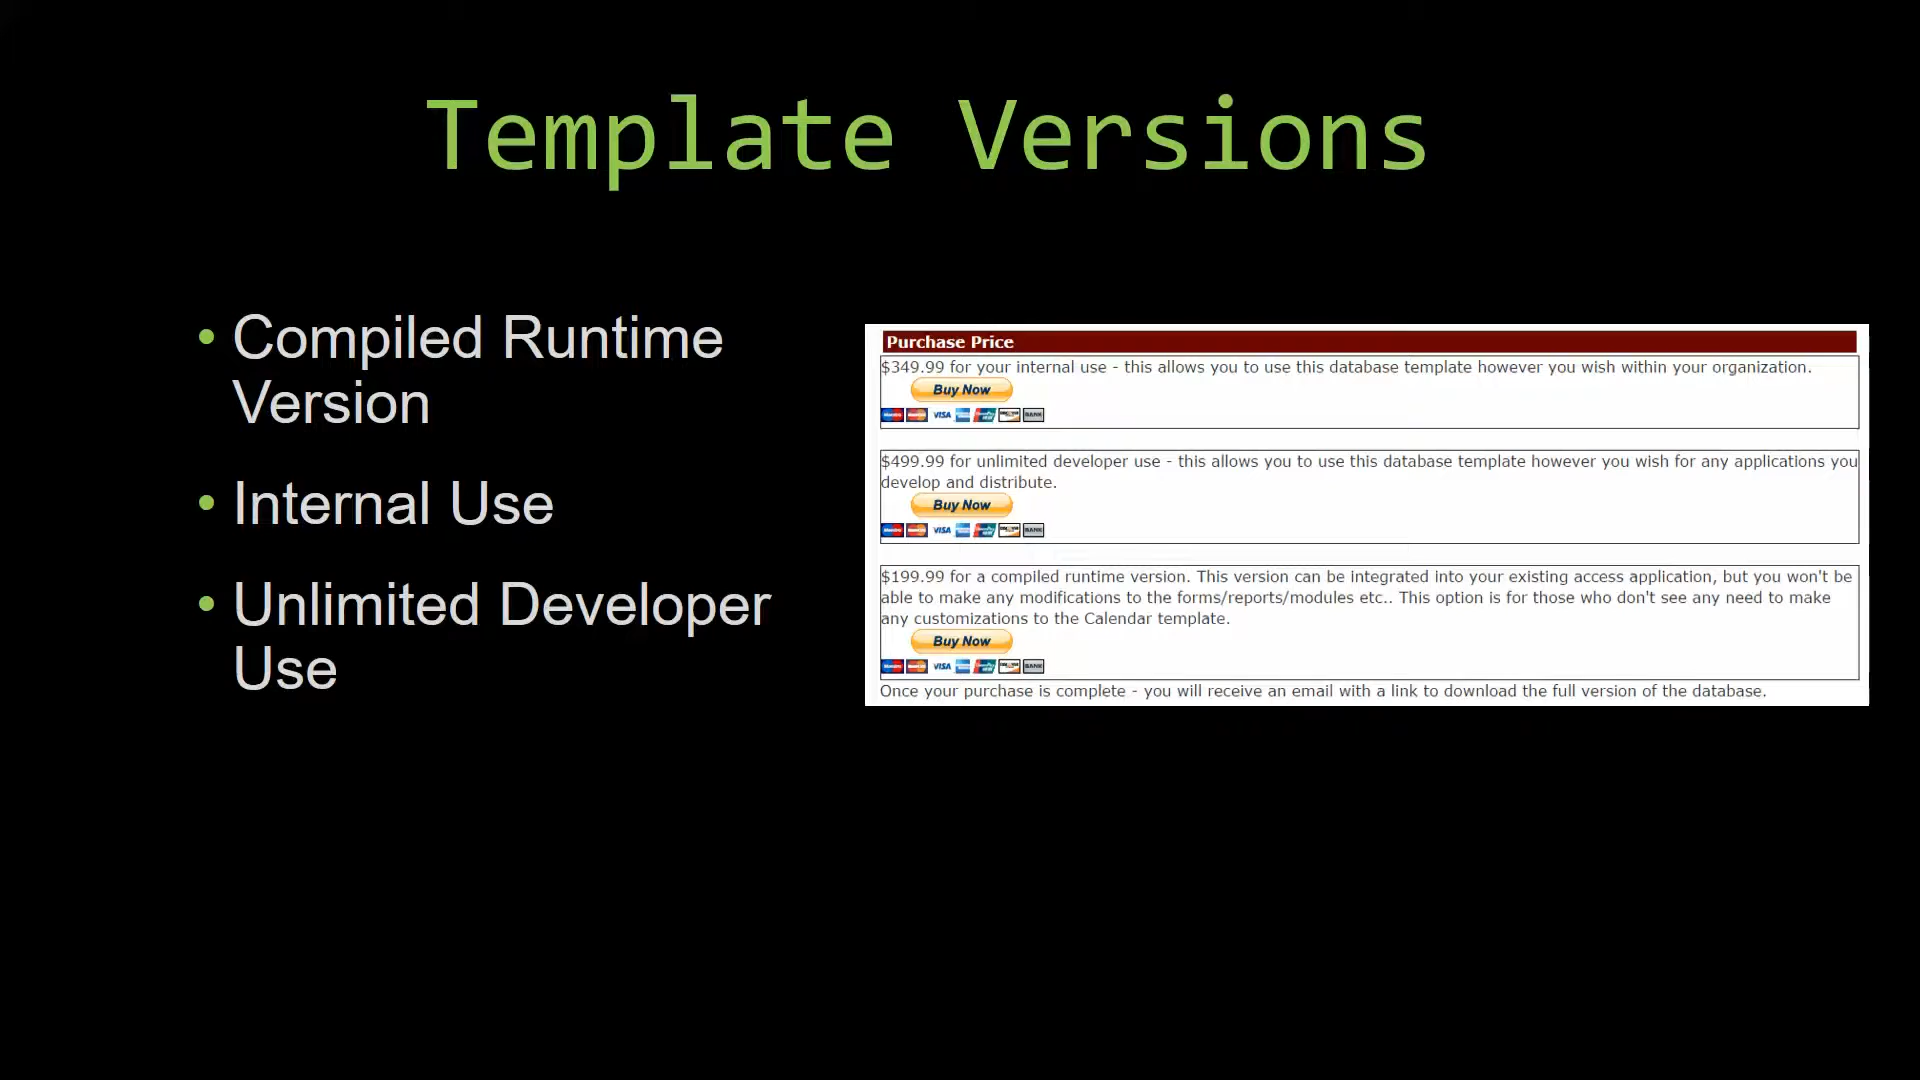 Template Versions
• Compiled Runtime
Version
• Internal Use
• Unlimited Developer
Use
Purchase Price
$349.99 for your internal use - this allows you to use this database template however you wish within your organization.
Buy Now
VISA BANK
$499.99 for unlimited developer use - this allows you to use this database template however you wish for any applications you
develop and distribute.
Buy Now
VISA BANK
$199.99 for a compiled runtime version. This version can be integrated into your existing access application, but you won't be
able to make any modifications to the forms/reports/modules etc.. This option is for those who don't see any need to make
any customizations to the Calendar template.
Buy Now
VISA BANK
Once your purchase is complete - you will receive an email with a link to download the full version of the database.